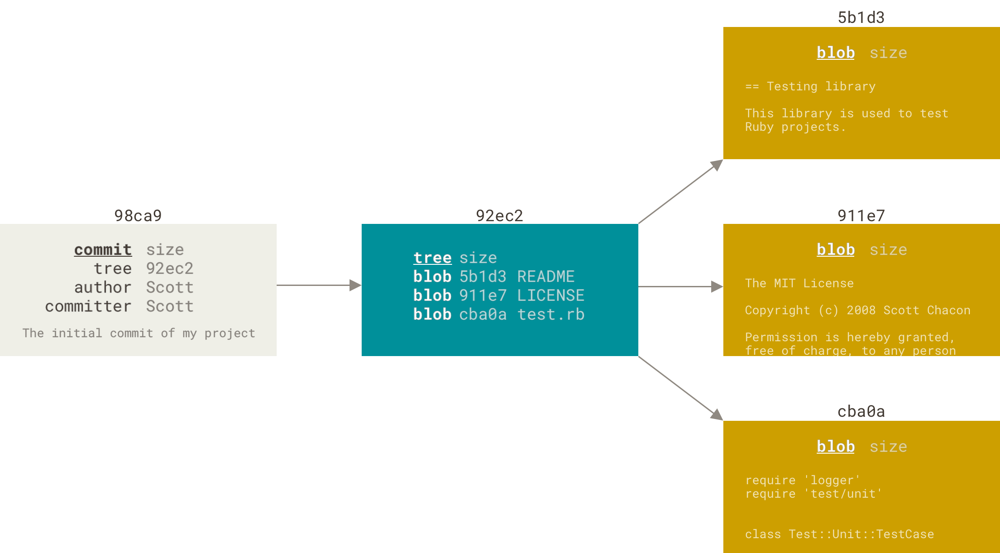 98ca9
commit size
tree 92ec2
author Scott
committer Scott
The initial commit of my project
92ec2
tree size
blob 5b1d3 README
blob 911e7 LICENSE
blob cba0a test.rb
5b1d3
blob size
== Testing library
This library is used to test
Ruby projects.
911e7
blob size
The MIT License
Copyright (c) 2008 Scott Chacon
Permission is hereby granted,
free of charge, to any person
cba0a
blob size
require 'logger'
require 'test/unit'
class Test::Unit::TestCase